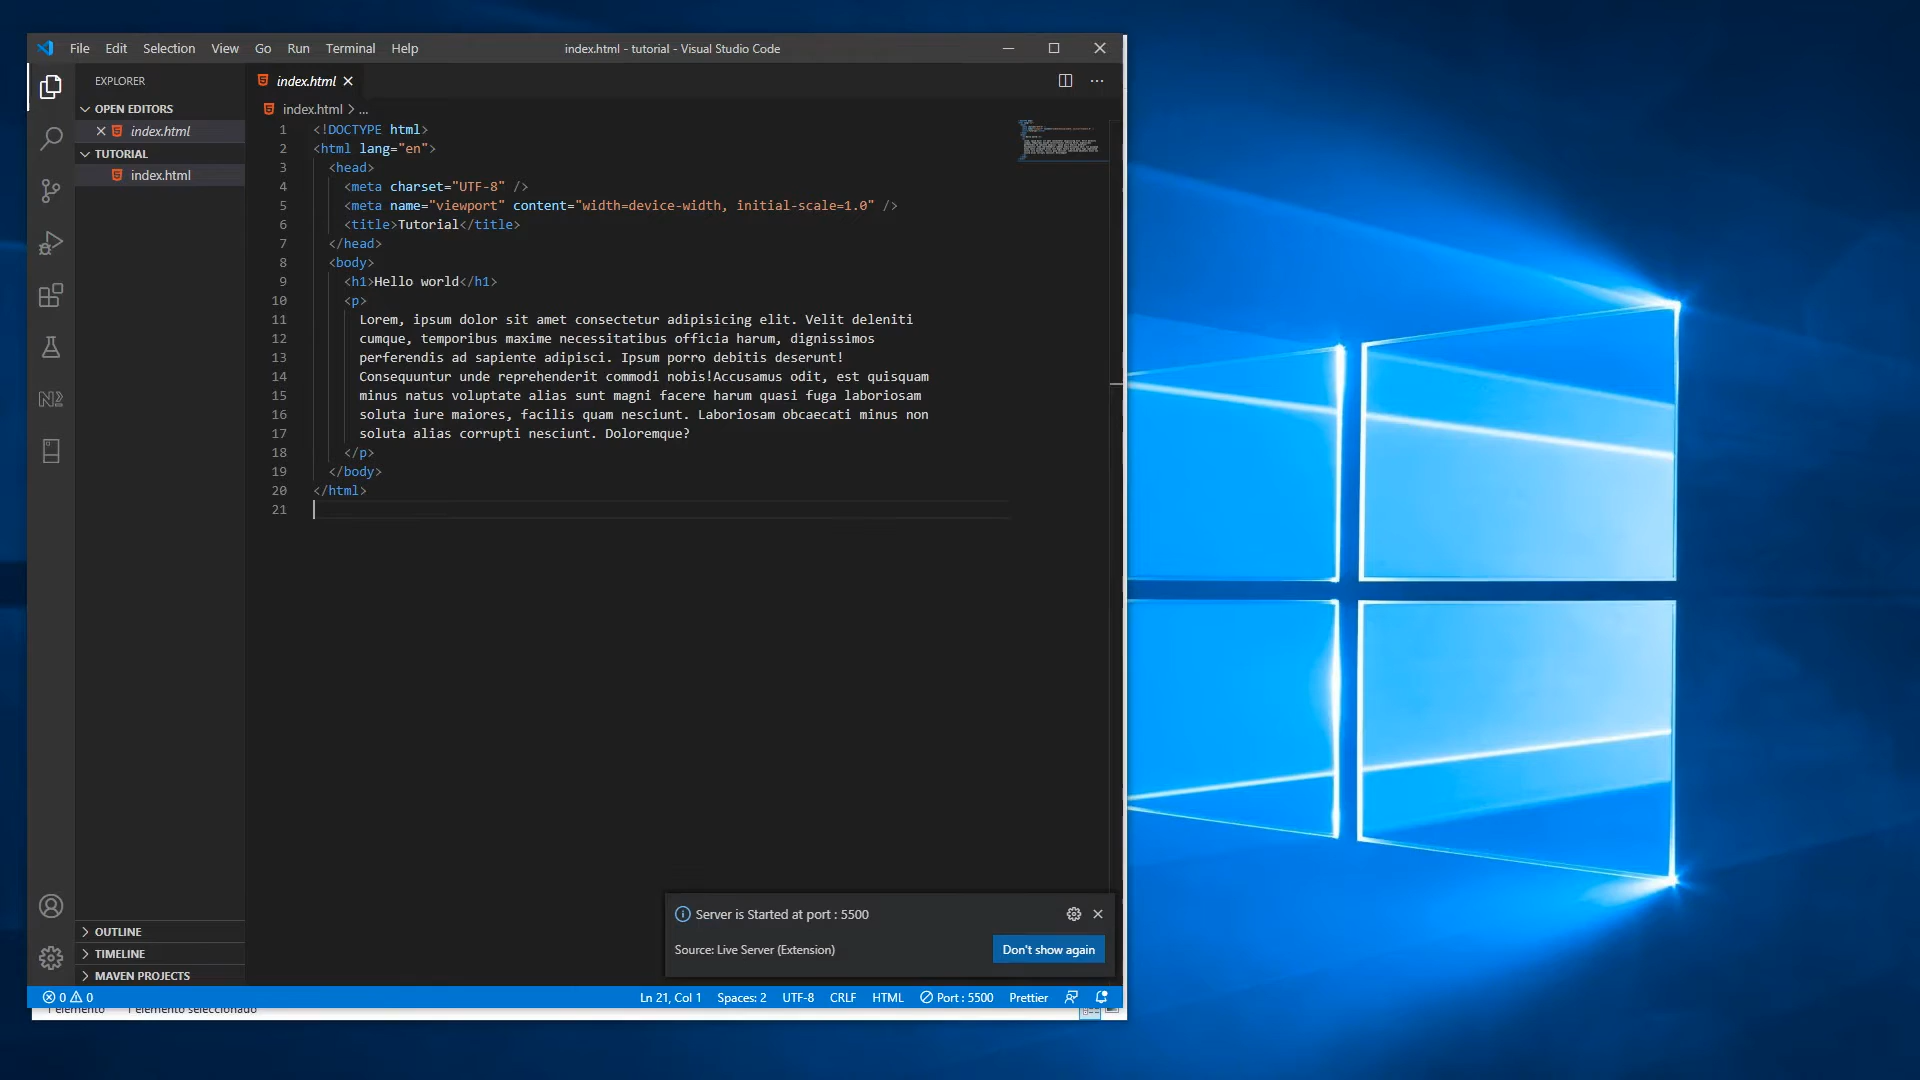 File Edit Selection View Go Run Terminal Help
index.html - tutorial - Visual Studio Code
EXPLORER
OPEN EDITORS
index.html
TUTORIAL
index.html
OUTLINE
TIMELINE
MAVEN PROJECTS
index.html
index.html > ...
1 <!DOCTYPE html>
2 <html lang="en">
3 <head>
4 <meta charset="UTF-8" />
5 <meta name="viewport" content="width=device-width, initial-scale=1.0" />
6 <title>Tutorial</title>
7 </head>
8 <body>
9 <h1>Hello world</h1>
10 <p>
11 Lorem, ipsum dolor sit amet consectetur adipisicing elit. Velit deleniti
12 cumque, temporibus maxime necessitatibus officia harum, dignissimos
13 perferendis ad sapiente adipisci. Ipsum porro debitis deserunt!
14 Consequuntur unde reprehenderit commodi nobis!Accusamus odit, est quisquam
15 minus natus voluptate alias sunt magni facere harum quasi fuga laboriosam
16 soluta iure maiores, facilis quam nesciunt. Laboriosam obcaecati minus non
17 soluta alias corrupti nesciunt. Doloremque?
18 </p>
19 </body>
20 </html>
21
Server is Started at port : 5500
Source: Live Server (Extension)
Don't show again
0 0
Ln 21, Col 1 Spaces: 2 UTF-8 CRLF HTML Port : 5500 Prettier
1 elemento 1 elemento seleccionado